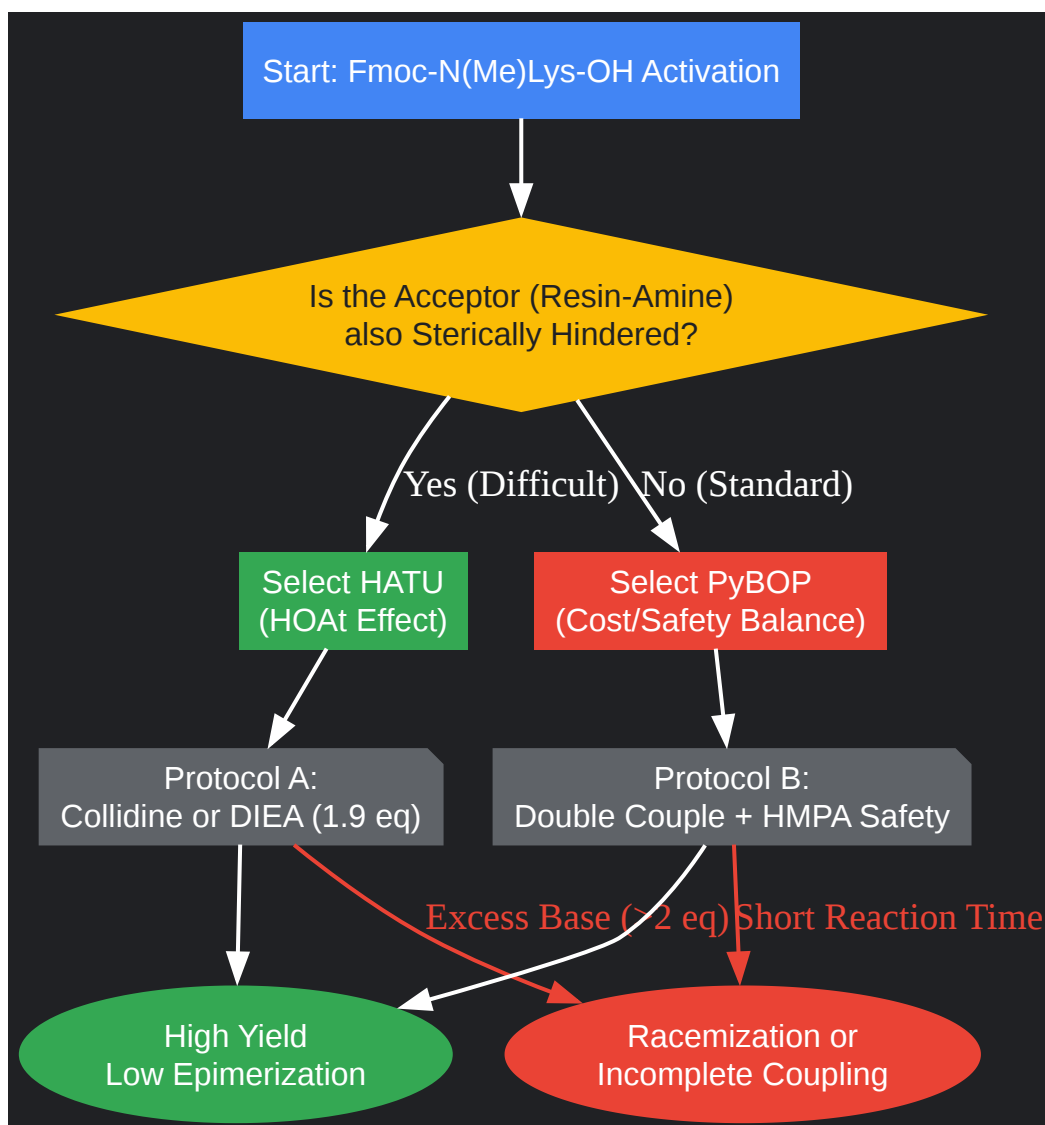 Start: Fmoc-N(Me)Lys-OH Activation
Is the Acceptor (Resin-Amine)
also Sterically Hindered?
Yes (Difficult)
No (Standard)
Select HATU
(HOAt Effect)
Select PyBOP
(Cost/Safety Balance)
Protocol A:
Collidine or DIEA (1.9 eq)
Protocol B:
Double Couple + HMPA Safety
Excess Base (>2 eq)
Short Reaction Time
High Yield
Low Epimerization
Racemization or
Incomplete Coupling